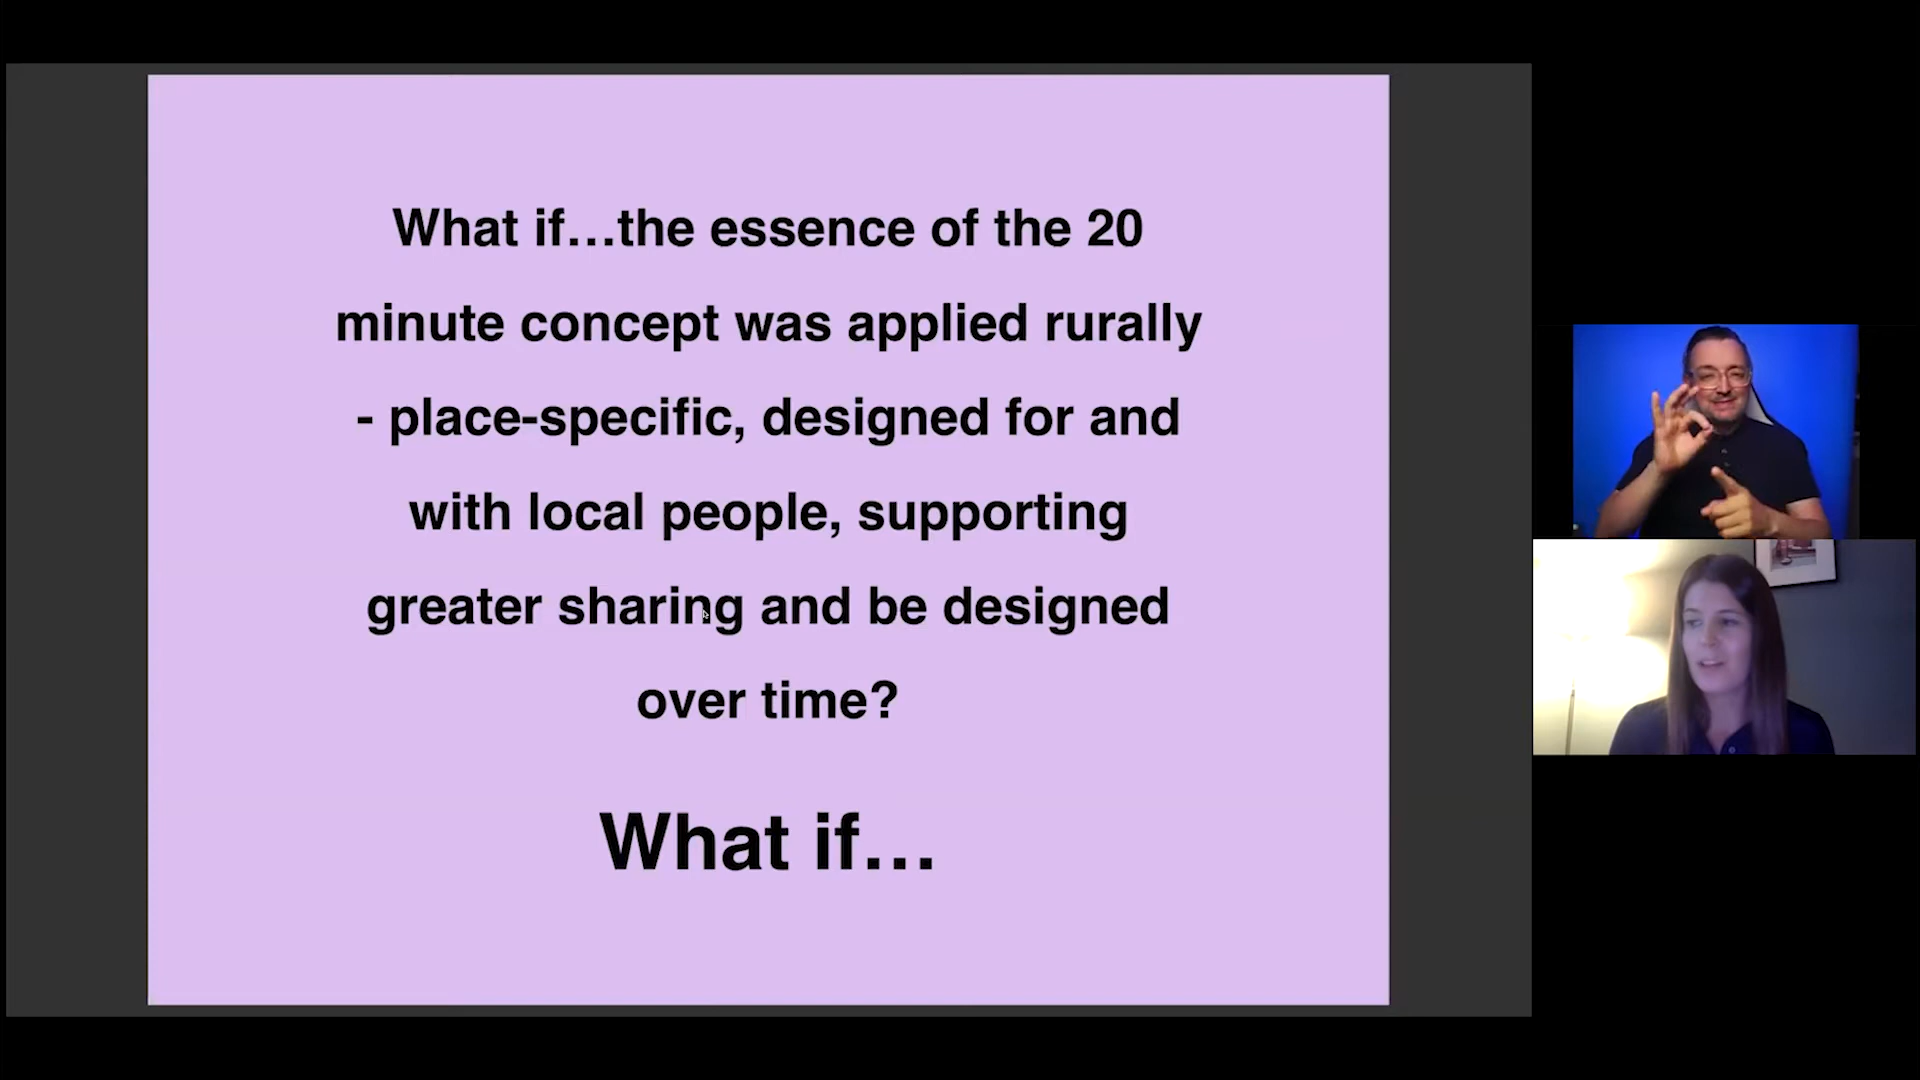 What if…the essence of the 20
minute concept was applied rurally
- place-specific, designed for and
with local people, supporting
greater sharing and be designed
over time?
What if…